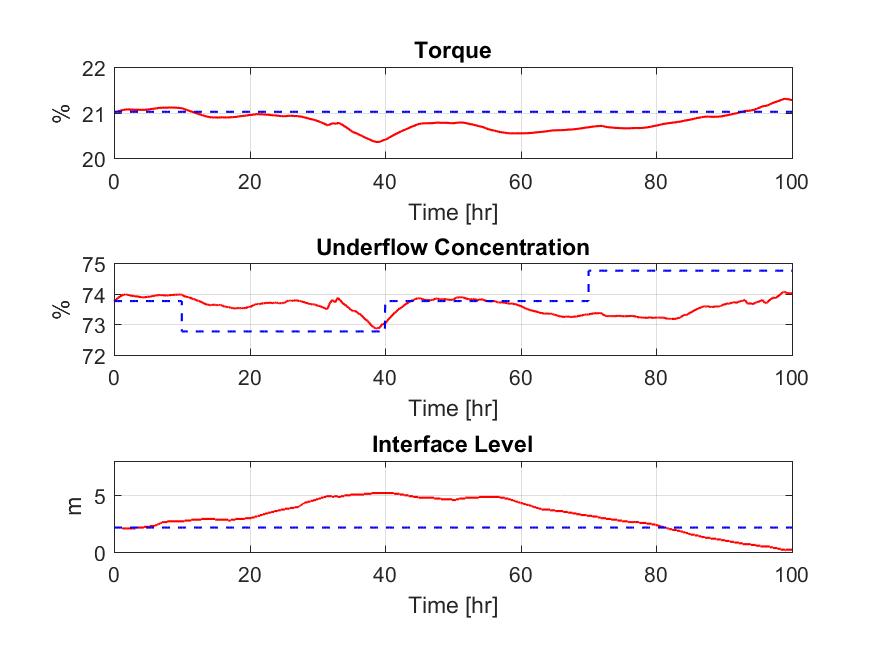 Torque
22
21
20
%
0 20 40 60 80 100
Time [hr]
Underflow Concentration
75
74
73
72
%
0 20 40 60 80 100
Time [hr]
Interface Level
5
0
m
0 20 40 60 80 100
Time [hr]